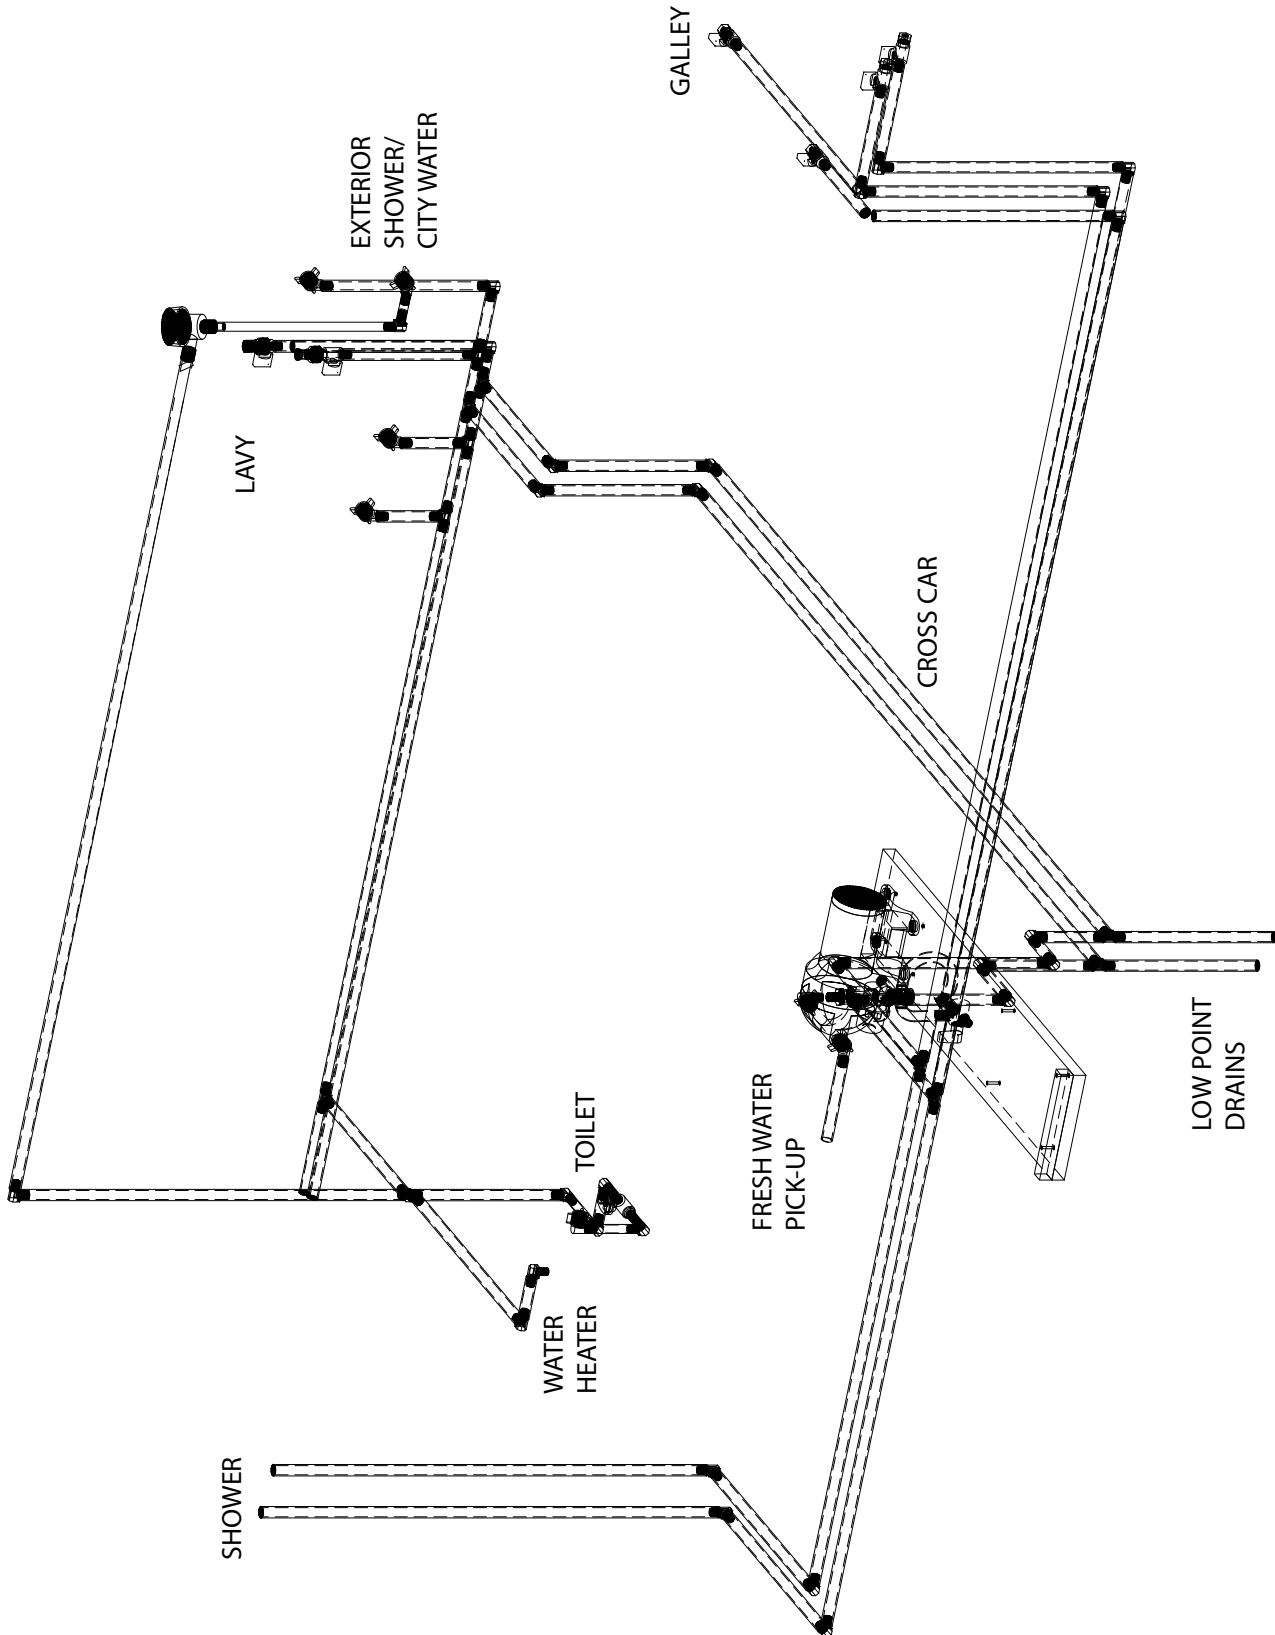 SHOWER
WATER
HEATER
TOILET
FRESH WATER
PICK-UP
LOW POINT
DRAINS
CROSS CAR
LAVY
EXTERIOR
SHOWER/
CITY WATER
GALLEY